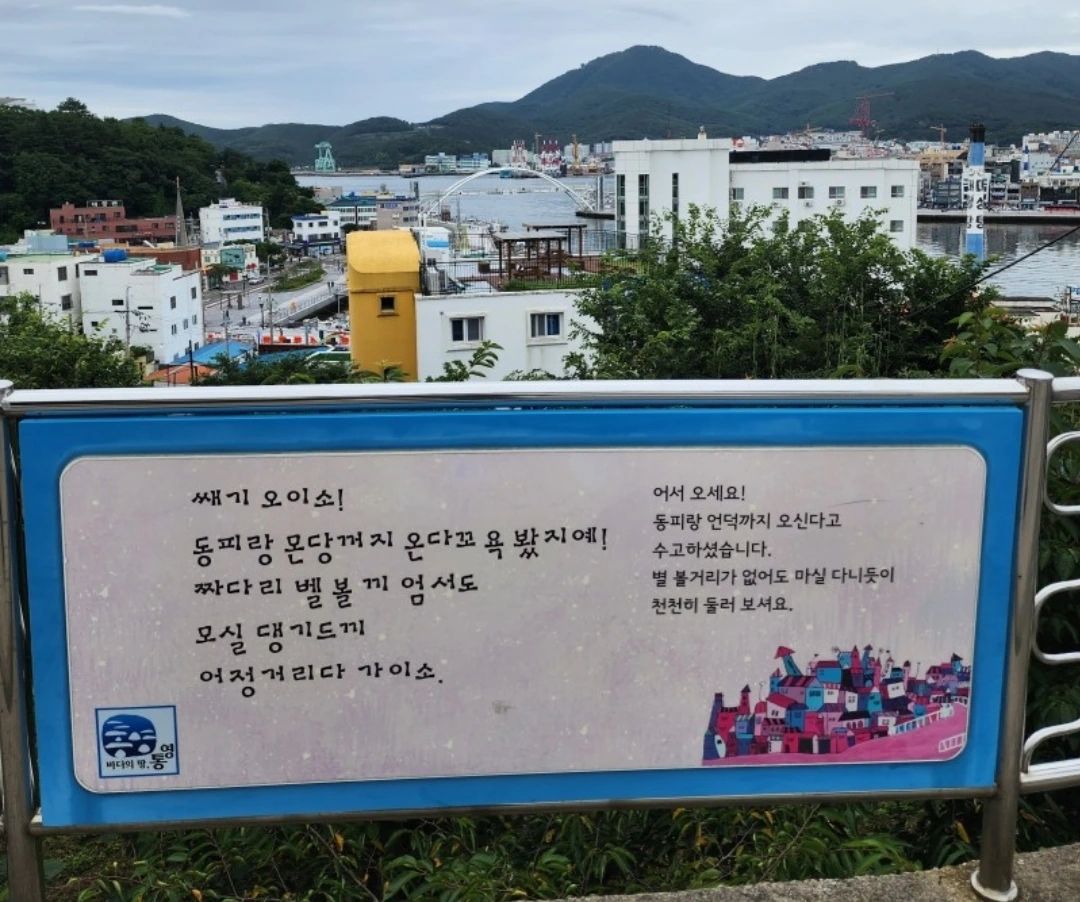 쌔기 오이소!
동피랑 몬당꺼지 온다꼬 욕 봤지예!
짜다리 벨 볼 끼 엄서도
모실 댕기드끼
어정거리다 가이소.
어서 오세요!
동피랑 언덕까지 오신다고
수고하셨습니다.
별 볼거리가 없어도 마실 다니듯이
천천히 둘러 보셔요.
바다의 땅, 통영